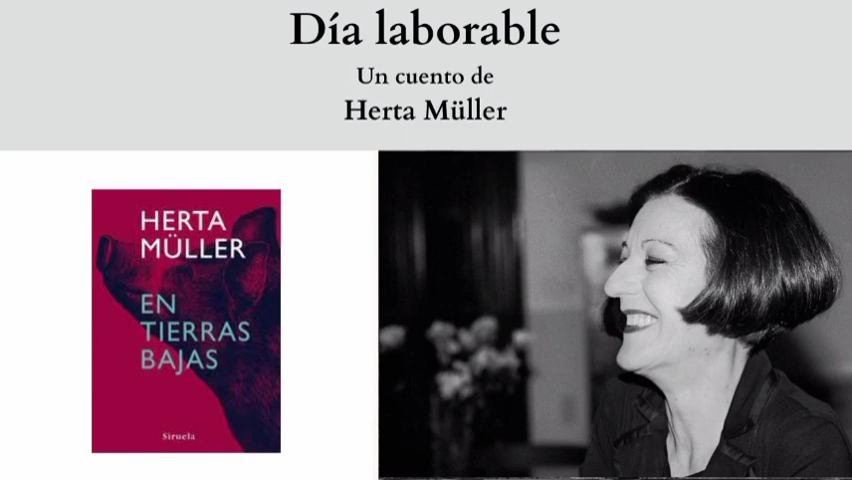 Día laborable
Un cuento de
Herta Müller
HERTA
MÜLLER
EN
TIERRAS
BAJAS
Siruela